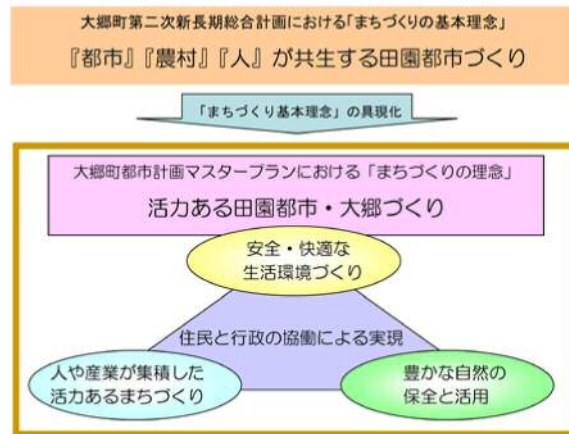 大郷町第二次新長期総合計画における「まちづくりの基本理念」
『都市』『農村』『人』が共生する田園都市づくり
「まちづくり基本理念」の具現化
大郷町都市計画マスタープランにおける「まちづくりの理念」
活力ある田園都市・大郷づくり
安全・快適な
生活環境づくり
住民と行政の協働による実現
人や産業が集積した
活力あるまちづくり
豊かな自然の
保全と活用